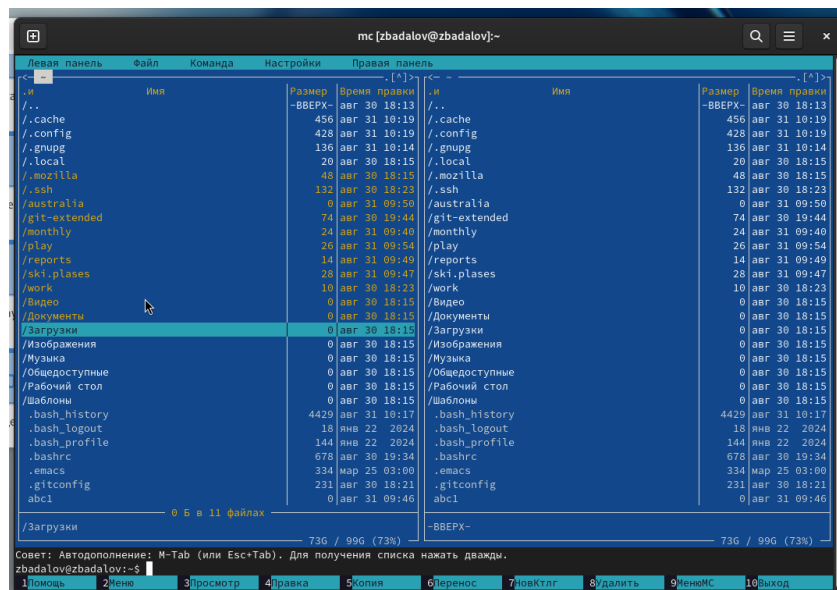 mc [zbadalov@zbadalov]:~
Левая панель Файл Команда Настройки Правая панель
<- ~ .[^]> <- ~ .[^]>
.и Имя Размер Время правки .и Имя Размер Время правки
/.. -ВВЕРХ- авг 30 18:13 /.. -ВВЕРХ- авг 30 18:13
/.cache 456 авг 31 10:19 /.cache 456 авг 31 10:19
/.config 428 авг 31 10:19 /.config 428 авг 31 10:19
/.gnupg 136 авг 31 10:14 /.gnupg 136 авг 31 10:14
/.local 20 авг 30 18:15 /.local 20 авг 30 18:15
/.mozilla 48 авг 30 18:15 /.mozilla 48 авг 30 18:15
/.ssh 132 авг 30 18:23 /.ssh 132 авг 30 18:23
/australia 0 авг 31 09:50 /australia 0 авг 31 09:50
/git-extended 74 авг 30 19:44 /git-extended 74 авг 30 19:44
/monthly 24 авг 31 09:40 /monthly 24 авг 31 09:40
/play 26 авг 31 09:54 /play 26 авг 31 09:54
/reports 14 авг 31 09:49 /reports 14 авг 31 09:49
/ski.plases 28 авг 31 09:47 /ski.plases 28 авг 31 09:47
/work 10 авг 30 18:23 /work 10 авг 30 18:23
/Видео 0 авг 30 18:15 /Видео 0 авг 30 18:15
/Документы 0 авг 30 18:15 /Документы 0 авг 30 18:15
/Загрузки 0 авг 30 18:15 /Загрузки 0 авг 30 18:15
/Изображения 0 авг 30 18:15 /Изображения 0 авг 30 18:15
/Музыка 0 авг 30 18:15 /Музыка 0 авг 30 18:15
/Общедоступные 0 авг 30 18:15 /Общедоступные 0 авг 30 18:15
/Рабочий стол 0 авг 30 18:15 /Рабочий стол 0 авг 30 18:15
/Шаблоны 0 авг 30 18:15 /Шаблоны 0 авг 30 18:15
.bash_history 4429 авг 31 10:17 .bash_history 4429 авг 31 10:17
.bash_logout 18 янв 22 2024 .bash_logout 18 янв 22 2024
.bash_profile 144 янв 22 2024 .bash_profile 144 янв 22 2024
.bashrc 678 авг 30 19:34 .bashrc 678 авг 30 19:34
.emacs 334 мар 25 03:00 .emacs 334 мар 25 03:00
.gitconfig 231 авг 30 18:21 .gitconfig 231 авг 30 18:21
abc1 0 авг 31 09:46 abc1 0 авг 31 09:46
0 Б в 11 файлах
/Загрузки -ВВЕРХ-
73G / 99G (73%) 73G / 99G (73%)
Совет: Автодополнение: M-Tab (или Esc+Tab). Для получения списка нажать дважды.
zbadalov@zbadalov:~$
1Помощь 2Меню 3Просмотр 4Правка 5Копия 6Перенос 7НовКтлг 8Удалить 9МенюMC 10Выход